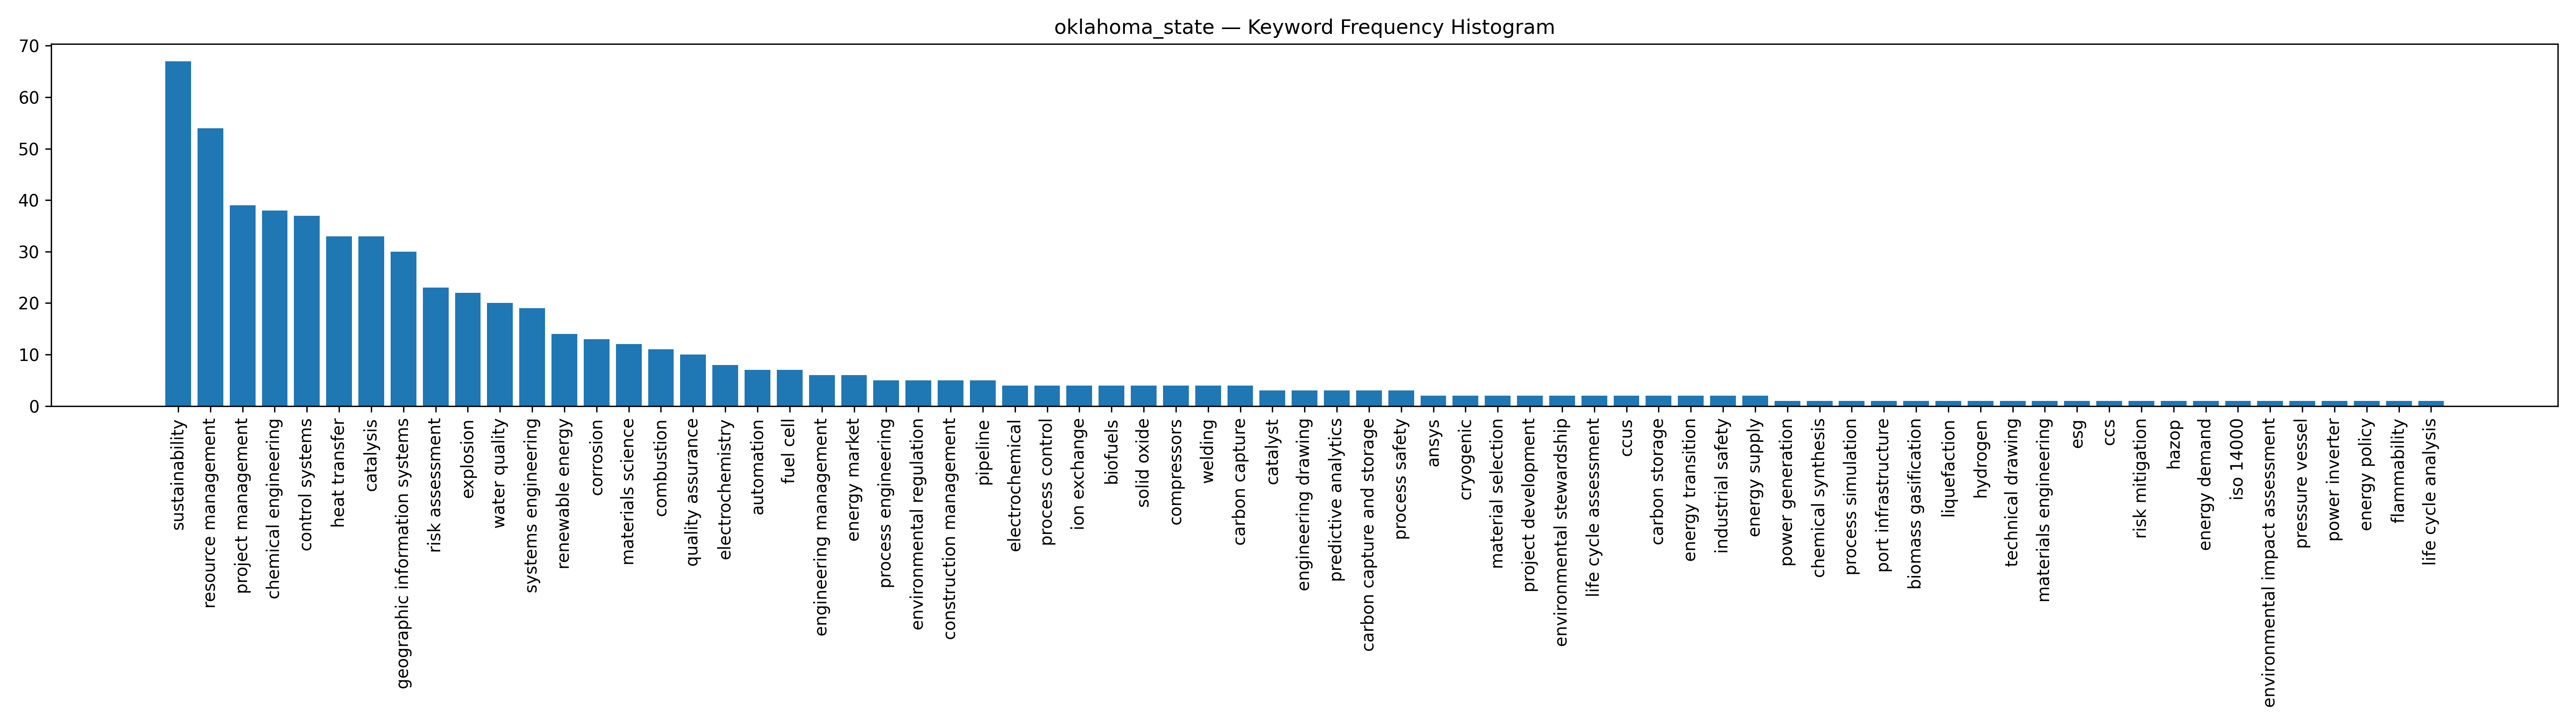 oklahoma_state — Keyword Frequency Histogram
70
60
50
40
30
20
10
0
sustainability
resource management
project management
chemical engineering
control systems
heat transfer
catalysis
geographic information systems
risk assessment
explosion
water quality
systems engineering
renewable energy
corrosion
materials science
combustion
quality assurance
electrochemistry
automation
fuel cell
engineering management
energy market
process engineering
environmental regulation
construction management
pipeline
electrochemical
process control
ion exchange
biofuels
solid oxide
compressors
welding
carbon capture
catalyst
engineering drawing
predictive analytics
carbon capture and storage
process safety
ansys
cryogenic
material selection
project development
environmental stewardship
life cycle assessment
ccus
carbon storage
energy transition
industrial safety
energy supply
power generation
chemical synthesis
process simulation
port infrastructure
biomass gasification
liquefaction
hydrogen
technical drawing
materials engineering
esg
ccs
risk mitigation
hazop
energy demand
iso 14000
environmental impact assessment
pressure vessel
power inverter
energy policy
flammability
life cycle analysis